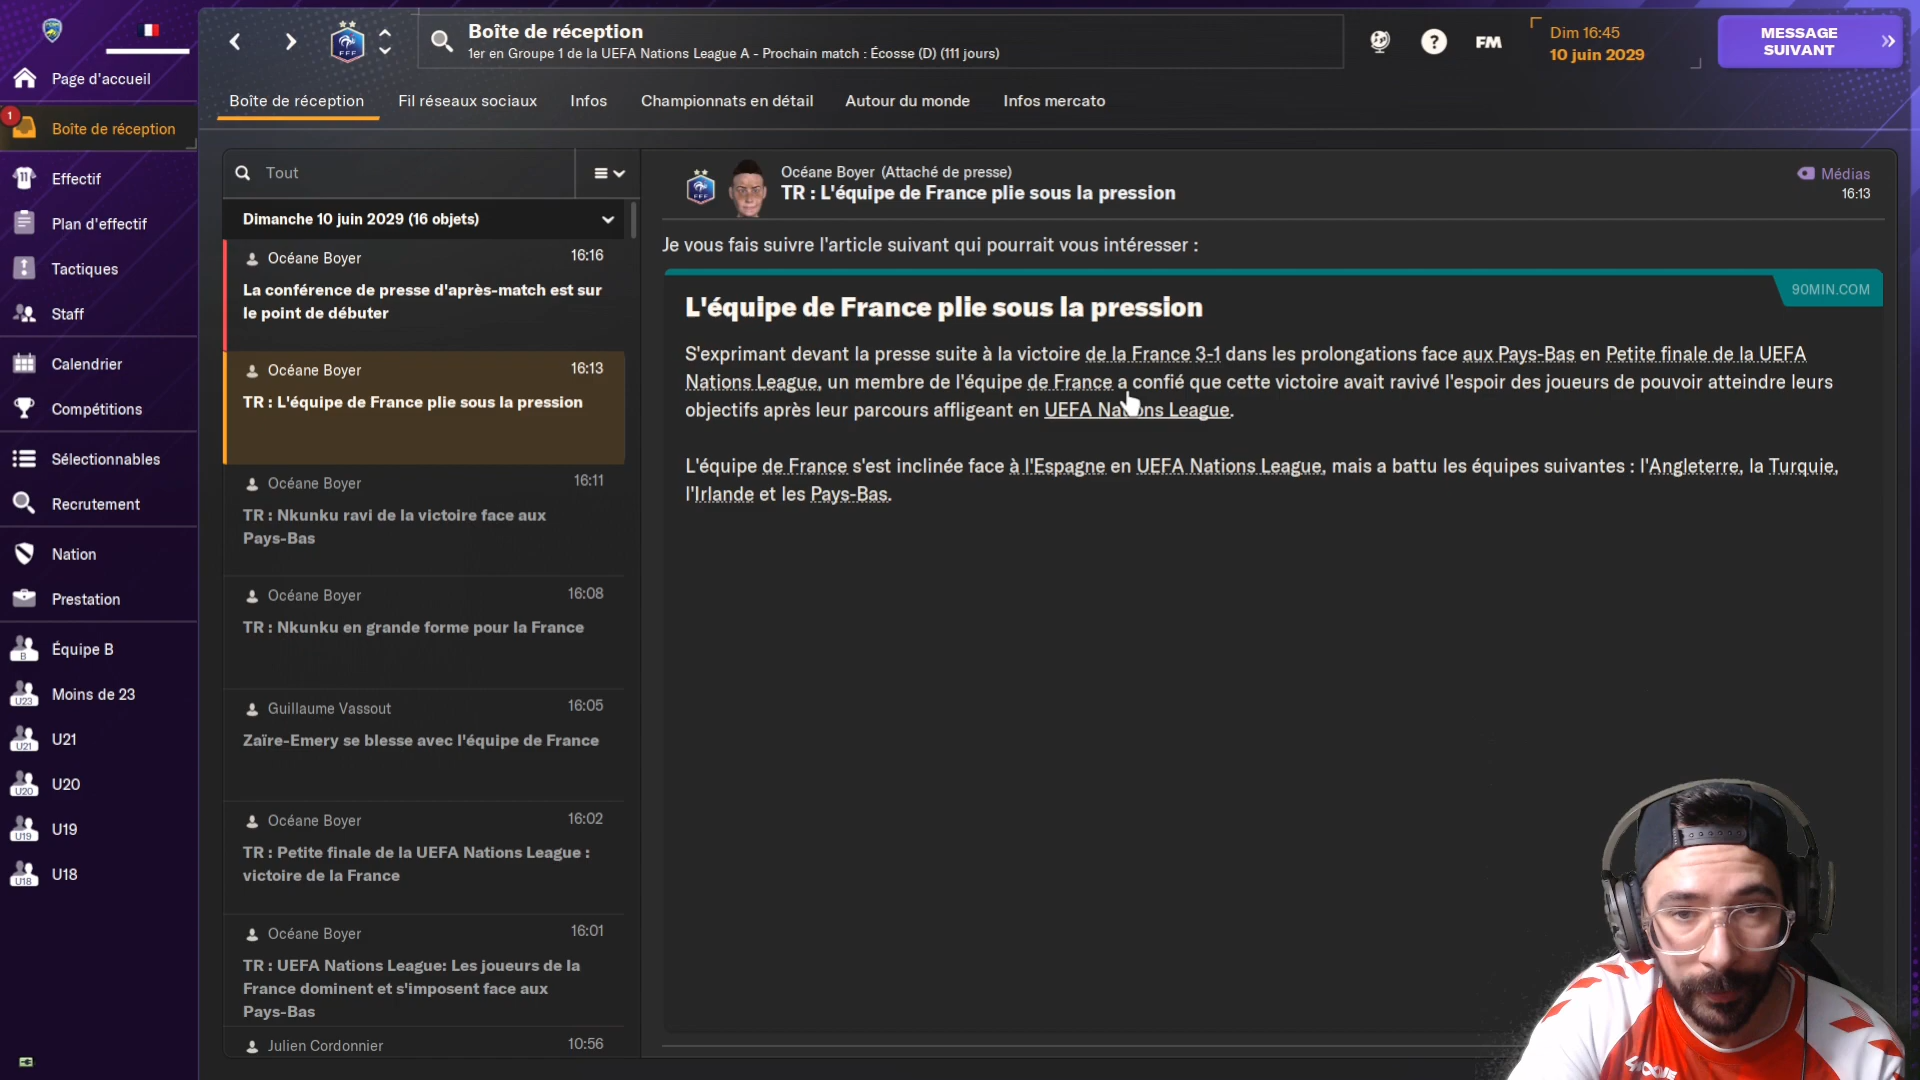 Boîte de réception
1er en Groupe 1 de la UEFA Nations League A - Prochain match : Écosse (D) (111 jours)
FM
Dim 16:45
10 juin 2029
MESSAGE
SUIVANT
Page d'accueil
1
Boîte de réception
Effectif
Plan d'effectif
Tactiques
Staff
Calendrier
Compétitions
Sélectionnables
Recrutement
Nation
Prestation
Équipe B
Moins de 23
U21
U20
U19
U18
Boîte de réception
Fil réseaux sociaux
Infos
Championnats en détail
Autour du monde
Infos mercato
Tout
Dimanche 10 juin 2029 (16 objets)
Océane Boyer 16:16
La conférence de presse d'après-match est sur
le point de débuter
Océane Boyer 16:13
TR : L'équipe de France plie sous la pression
Océane Boyer 16:11
TR : Nkunku ravi de la victoire face aux
Pays-Bas
Océane Boyer 16:08
TR : Nkunku en grande forme pour la France
Guillaume Vassout 16:05
Zaïre-Emery se blesse avec l'équipe de France
Océane Boyer 16:02
TR : Petite finale de la UEFA Nations League :
victoire de la France
Océane Boyer 16:01
TR : UEFA Nations League: Les joueurs de la
France dominent et s'imposent face aux
Pays-Bas
Julien Cordonnier 10:56
Océane Boyer (Attaché de presse)
TR : L'équipe de France plie sous la pression
Médias
16:13
Je vous fais suivre l'article suivant qui pourrait vous intéresser :
90MIN.COM
L'équipe de France plie sous la pression
S'exprimant devant la presse suite à la victoire de la France 3-1 dans les prolongations face aux Pays-Bas en Petite finale de la UEFA
Nations League, un membre de l'équipe de France a confié que cette victoire avait ravivé l'espoir des joueurs de pouvoir atteindre leurs
objectifs après leur parcours affligeant en UEFA Nations League.
L'équipe de France s'est inclinée face à l'Espagne en UEFA Nations League, mais a battu les équipes suivantes : l'Angleterre, la Turquie,
l'Irlande et les Pays-Bas.